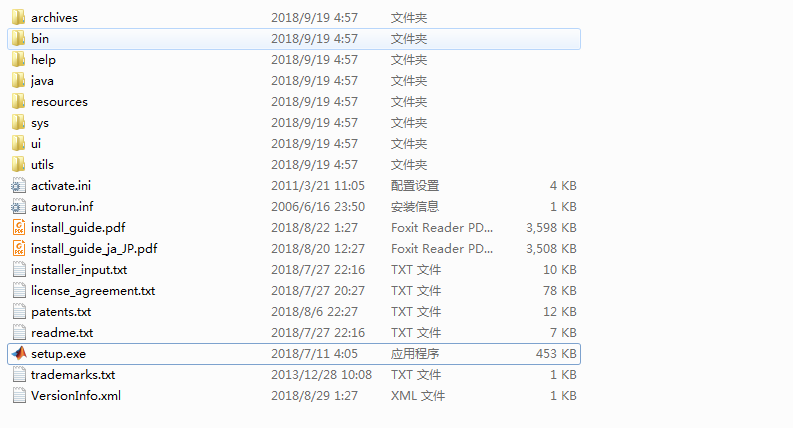 archives 2018/9/19 4:57 文件夹
bin 2018/9/19 4:57 文件夹
help 2018/9/19 4:57 文件夹
java 2018/9/19 4:57 文件夹
resources 2018/9/19 4:57 文件夹
sys 2018/9/19 4:57 文件夹
ui 2018/9/19 4:57 文件夹
utils 2018/9/19 4:57 文件夹
activate.ini 2011/3/21 11:05 配置设置 4 KB
autorun.inf 2006/6/16 23:50 安装信息 1 KB
install_guide.pdf 2018/8/22 1:27 Foxit Reader PD... 3,598 KB
install_guide_ja_JP.pdf 2018/8/20 12:27 Foxit Reader PD... 3,508 KB
installer_input.txt 2018/7/27 22:16 TXT 文件 10 KB
license_agreement.txt 2018/7/27 20:27 TXT 文件 78 KB
patents.txt 2018/8/6 22:27 TXT 文件 12 KB
readme.txt 2018/7/27 22:16 TXT 文件 7 KB
setup.exe 2018/7/11 4:05 应用程序 453 KB
trademarks.txt 2013/12/28 10:08 TXT 文件 1 KB
VersionInfo.xml 2018/8/29 1:27 XML 文件 1 KB